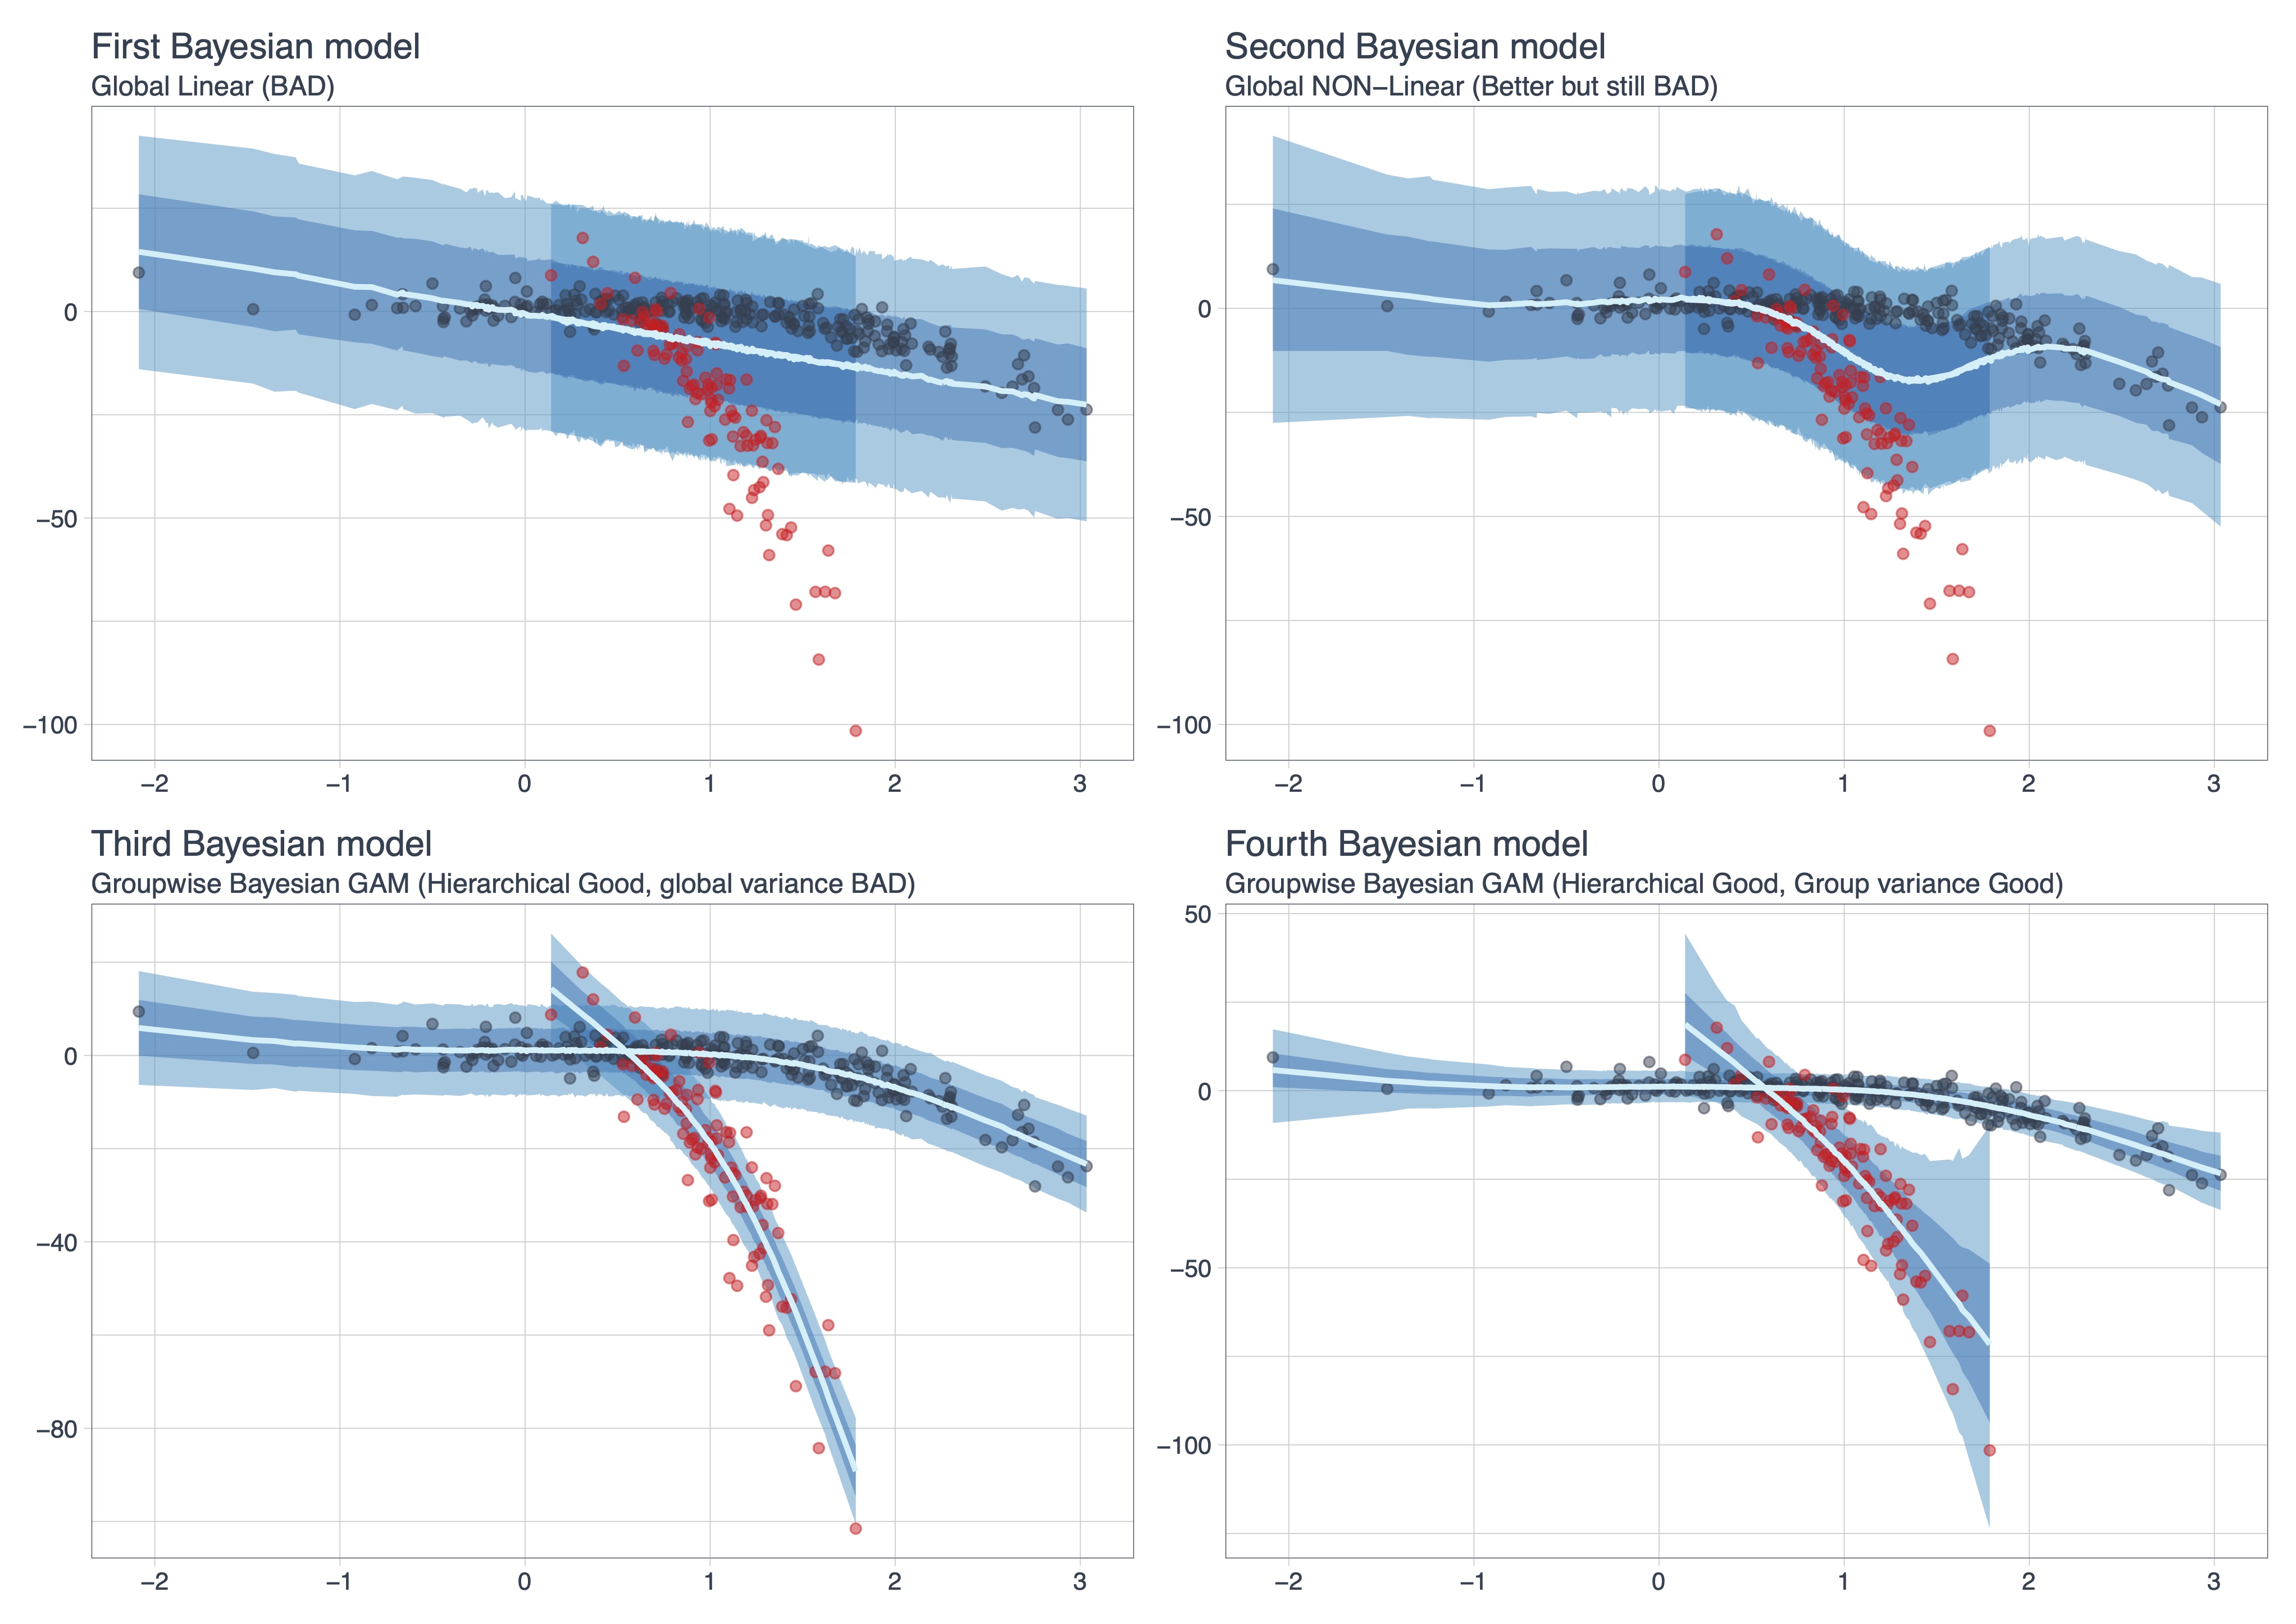 First Bayesian model
Global Linear (BAD)
0
−50
−100
−2 −1 0 1 2 3
Second Bayesian model
Global NON−Linear (Better but still BAD)
0
−50
−100
−2 −1 0 1 2 3
Third Bayesian model
Groupwise Bayesian GAM (Hierarchical Good, global variance BAD)
0
−40
−80
−2 −1 0 1 2 3
Fourth Bayesian model
Groupwise Bayesian GAM (Hierarchical Good, Group variance Good)
50
0
−50
−100
−2 −1 0 1 2 3